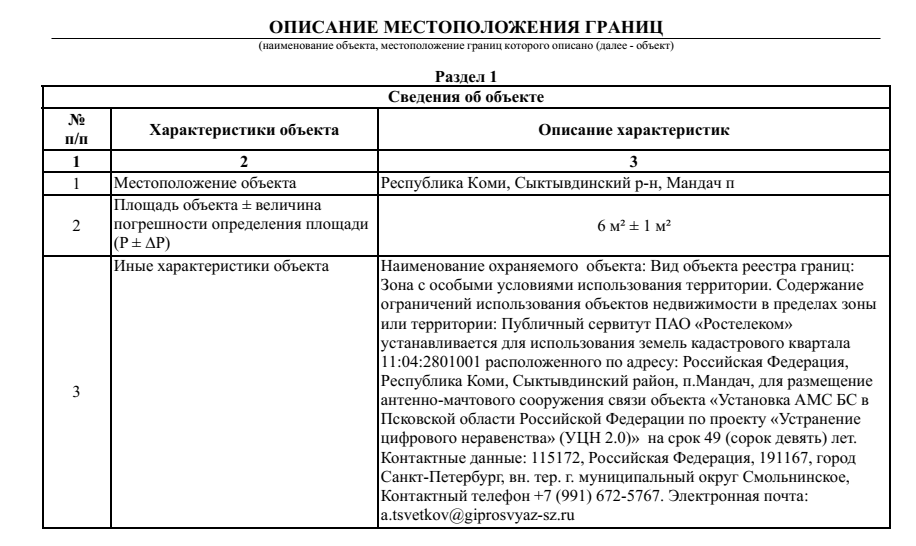 ОПИСАНИЕ МЕСТОПОЛОЖЕНИЯ ГРАНИЦ
(наименование объекта, местоположение границ которого описано (далее - объект)
Раздел 1
Сведения об объекте
№ п/п
Характеристики объекта
Описание характеристик
1
2
3
1
Местоположение объекта
Республика Коми, Сыктывдинский р-н, Мандач п
2
Площадь объекта ± величина
погрешности определения площади
(P ± ΔP)
6 м² ± 1 м²
3
Иные характеристики объекта
Наименование охраняемого объекта: Вид объекта реестра границ:
Зона с особыми условиями использования территории. Содержание
ограничений использования объектов недвижимости в пределах зоны
или территории: Публичный сервитут ПАО «Ростелеком»
устанавливается для использования земель кадастрового квартала
11:04:2801001 расположенного по адресу: Российская Федерация,
Республика Коми, Сыктывдинский район, п.Мандач, для размещение
антенно-мачтового сооружения связи объекта «Установка АМС БС в
Псковской области Российской Федерации по проекту «Устранение
цифрового неравенства» (УЦН 2.0)» на срок 49 (сорок девять) лет.
Контактные данные: 115172, Российская Федерация, 191167, город
Санкт-Петербург, вн. тер. г. муниципальный округ Смольнинское,
Контактный телефон +7 (991) 672-5767. Электронная почта:
a.tsvetkov@giprosvyaz-sz.ru